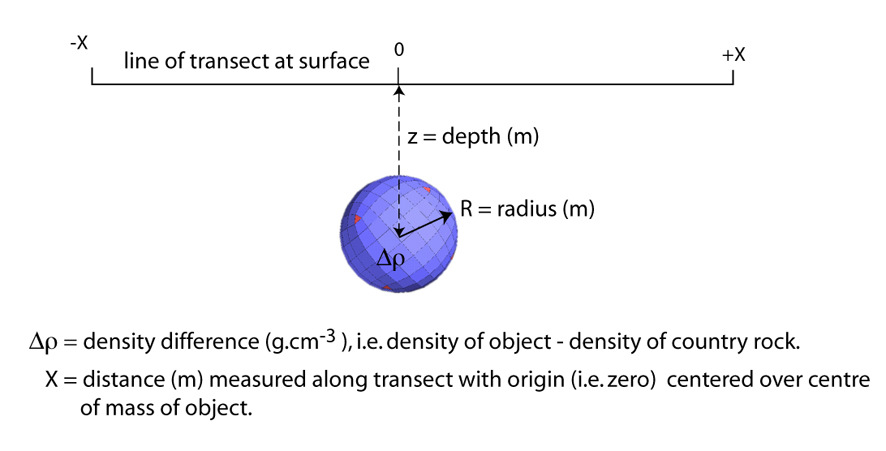 -X
0
+X
line of transect at surface
z = depth (m)
R = radius (m)
Δρ
Δρ = density difference (g.cm-3 ), i.e. density of object - density of country rock.
X = distance (m) measured along transect with origin (i.e. zero) centered over centre
of mass of object.